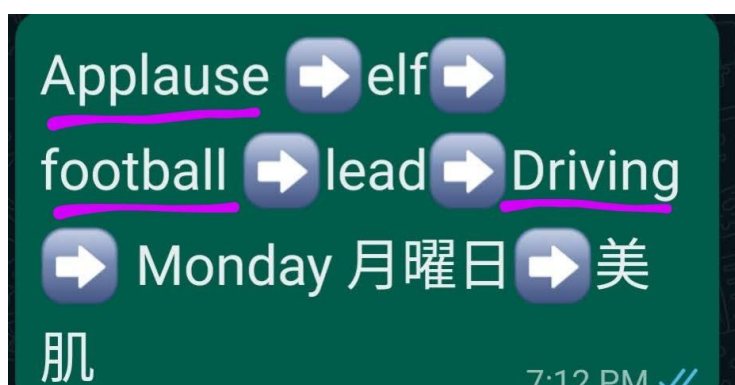 Applause ➡️elf➡️
football ➡️lead➡️Driving
➡️ Monday 月曜日➡️美
肌
7:12 PM